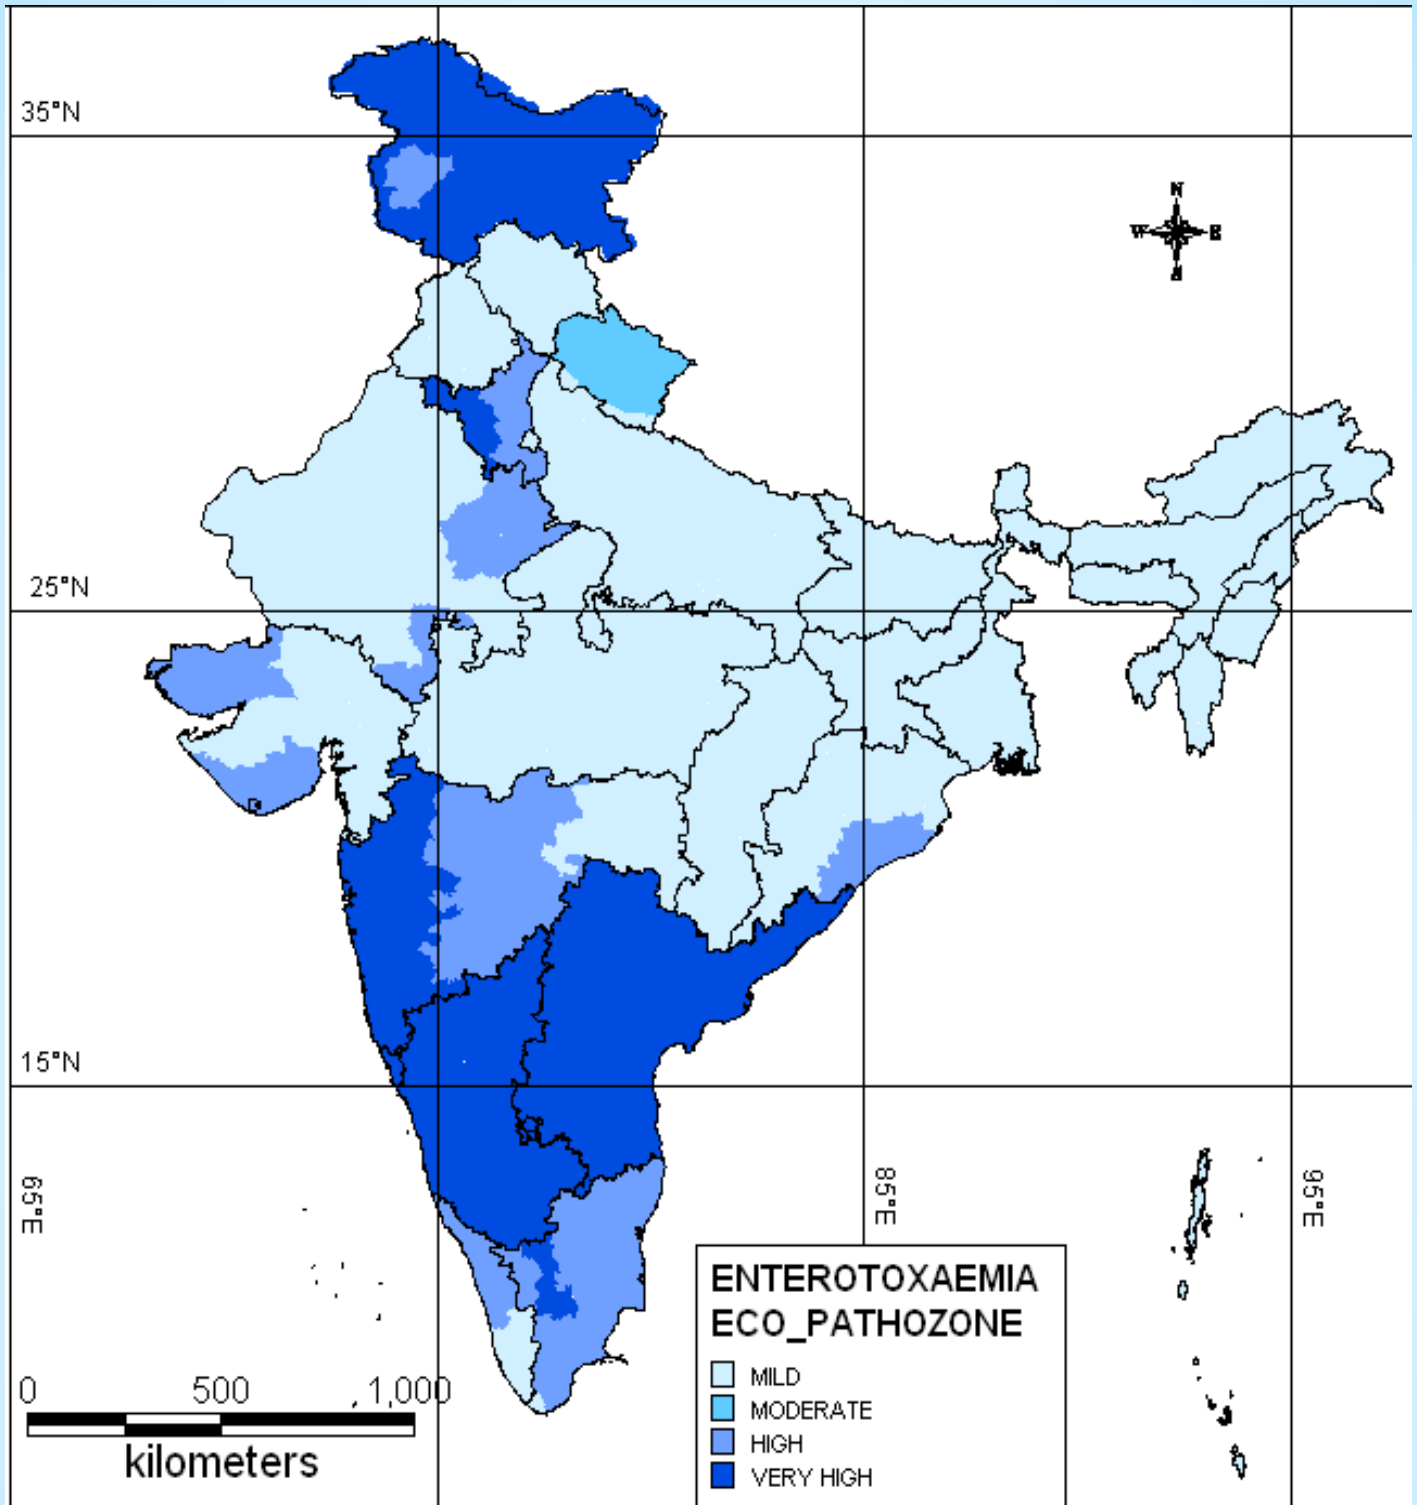 35°N
N
W E
S
25°N
15°N
65°E
85°E
95°E
ENTEROTOXAEMIA
ECO_PATHOZONE
MILD
MODERATE
HIGH
VERY HIGH
0 500 1,000
kilometers